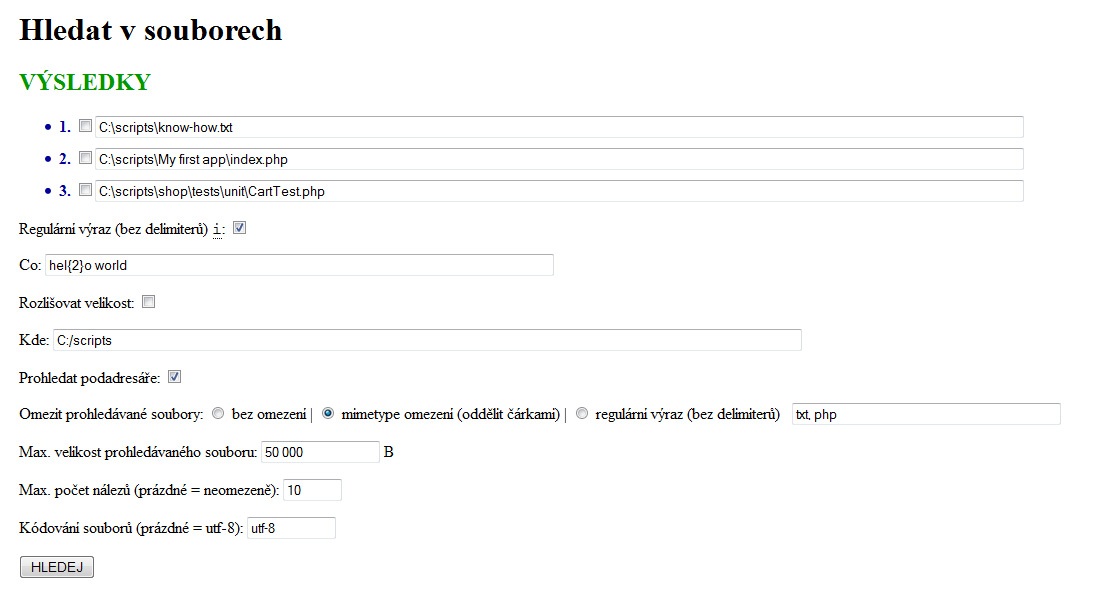 Hledat v souborech
VÝSLEDKY
• 1. C:\scripts\know-how.txt
• 2. C:\scripts\My first app\index.php
• 3. C:\scripts\shop\tests\unit\CartTest.php
Regulární výraz (bez delimiterů) i:
Co: hel{2}o world
Rozlišovat velikost:
Kde: C:/scripts
Prohledat podadresáře:
Omezit prohledávané soubory: bez omezení | mimetype omezení (oddělit čárkami) | regulární výraz (bez delimiterů) txt, php
Max. velikost prohledávaného souboru: 50 000 B
Max. počet nálezů (prázdné = neomezeně): 10
Kódování souborů (prázdné = utf-8): utf-8
HLEDEJ